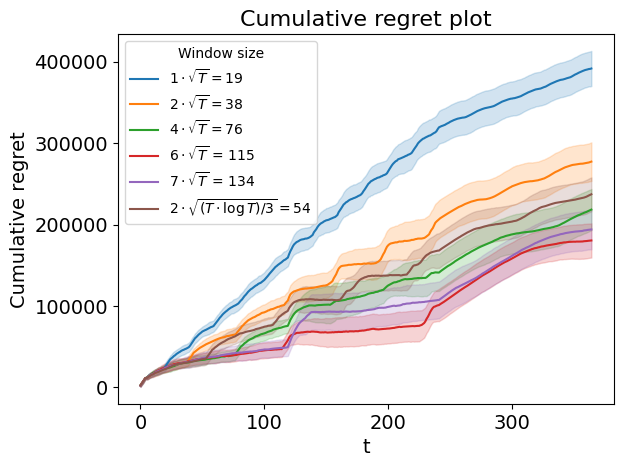 Cumulative regret plot
Window size
1 · √T = 19
2 · √T = 38
4 · √T = 76
6 · √T = 115
7 · √T = 134
2 · √(T · log T)/3 = 54
Cumulative regret
400000
300000
200000
100000
0
0 100 200 300
t